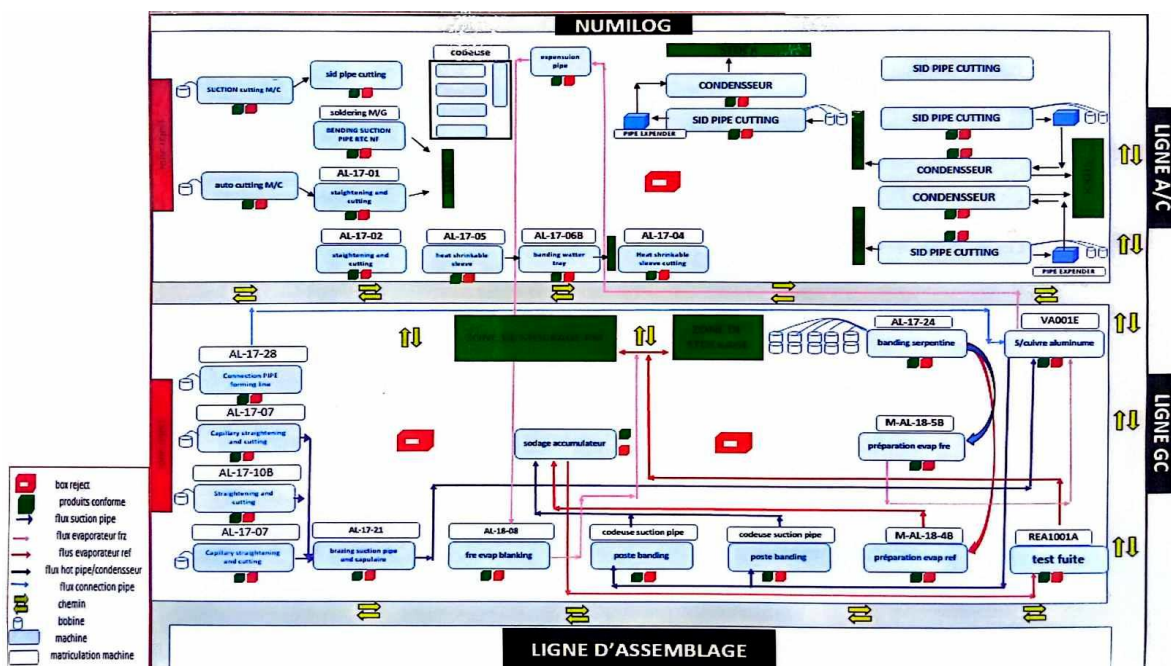 NUMILOG
codeuse
expension
pipe
CONDENSSEUR
SID PIPE CUTTING
SUCTION cutting M/C
sid pipe cutting
soldering M/G
BENDING SUCTION
PIPE RTC NF
SID PIPE CUTTING
PIPE EXPENDER
SID PIPE CUTTING
AL-17-01
auto cutting M/C
staightening and
cutting
CONDENSSEUR
CONDENSSEUR
LIGNE A/C
AL-17-02
AL-17-05
AL-17-06B
AL-17-04
staightening and
cutting
heat shrinkable
sleeve
banding watter
tray
Heat shrinkable
sleeve cutting
SID PIPE CUTTING
PIPE EXPENDER
AL-17-28
Connection PIPE
forming line
AL-17-24
banding serpentine
VA001E
S/cuivre aluminume
AL-17-07
Capillary straightening
and cutting
sodage accumulateur
M-AL-18-5B
préparation evap fre
LIGNE GC
AL-17-10B
Straightening and
cutting
AL-17-07
Capillary straightening
and cutting
AL-17-21
brazing suction pipe
and capulaire
AL-18-08
fre evap blanking
codeuse suction pipe
poste banding
codeuse suction pipe
poste banding
M-AL-18-4B
préparation evap ref
REA1001A
test fuite
box reject
produits conforme
flux suction pipe
flux evaporateur frz
flus evaporateur ref
flux hot pipe/condensseur
flux connection pipe
chemin
bobine
machine
matriculation machine
LIGNE D'ASSEMBLAGE